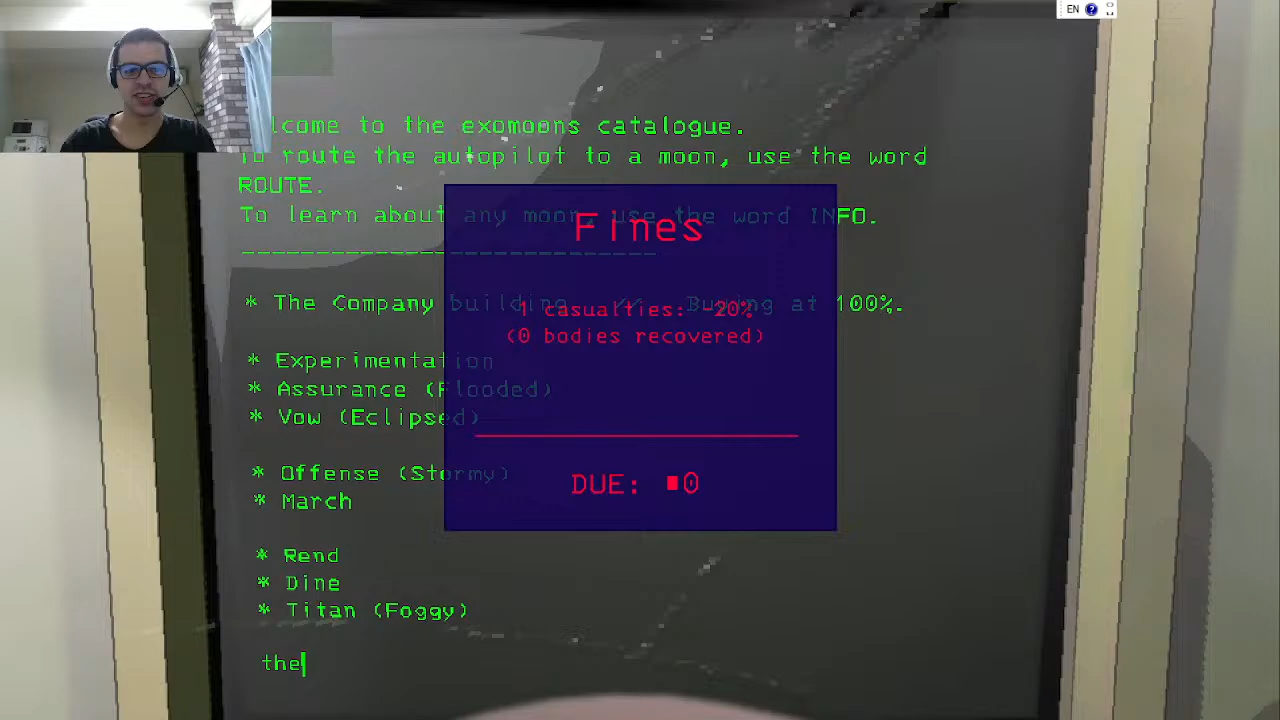 EN
lcome to the exomoons catalogue.
To route the autopilot to a moon, use the word
ROUTE.
To learn about any moon, use the word INFO.
* The Company building // Buying at 100%.
* Experimentation
* Assurance (Flooded)
* Vow (Eclipsed)
* Offense (Stormy)
* March
* Rend
* Dine
* Titan (Foggy)
the
Fines
1 casualties: -20%
(0 bodies recovered)
DUE: ■0